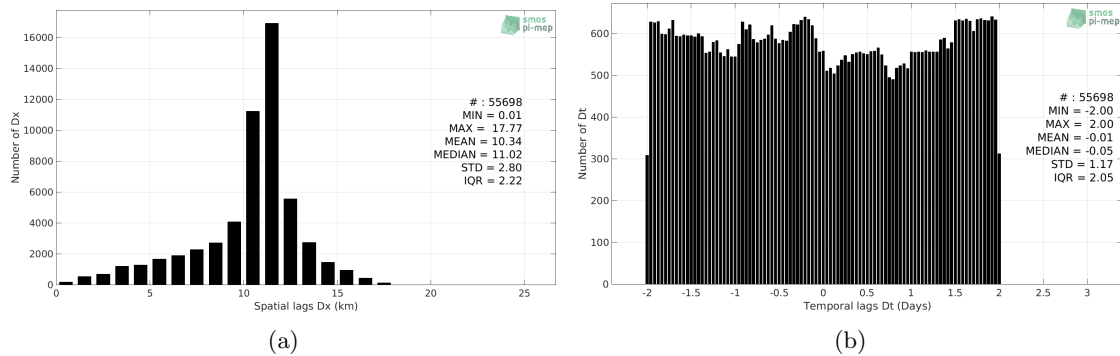 smos
pi-mep
16000
14000
12000
10000
8000
6000
4000
2000
0
Number of Dx
# : 55698
MIN = 0.01
MAX = 17.77
MEAN = 10.34
MEDIAN = 11.02
STD = 2.80
IQR = 2.22
0 5 10 15 20 25
Spatial lags Dx (km)
(a)
smos
pi-mep
600
500
400
300
200
100
0
Number of Dt
# : 55698
MIN = -2.00
MAX = 2.00
MEAN = -0.01
MEDIAN = -0.05
STD = 1.17
IQR = 2.05
-2 -1.5 -1 -0.5 0 0.5 1 1.5 2 2.5 3
Temporal lags Dt (Days)
(b)